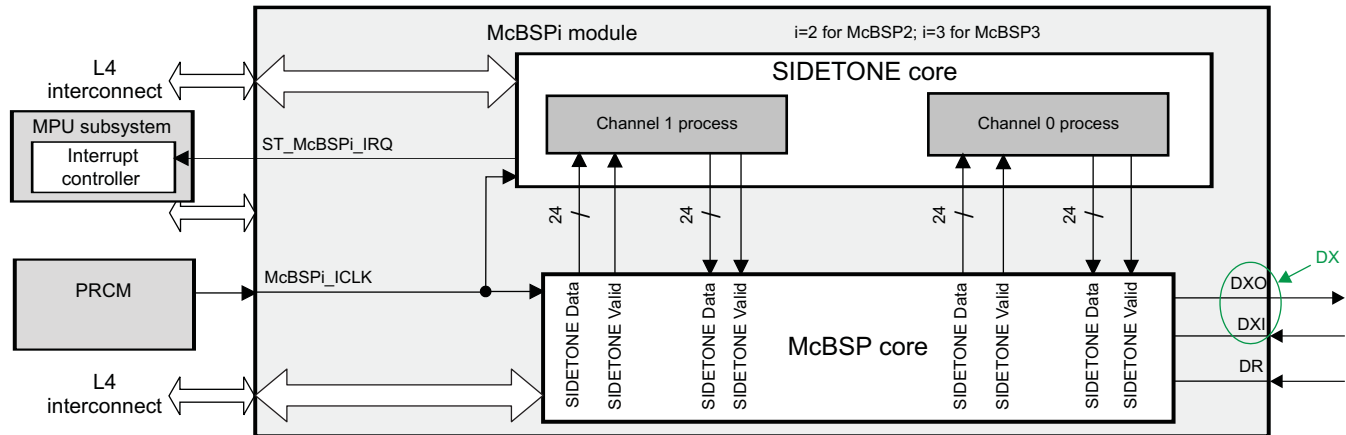 McBSPi module
i=2 for McBSP2; i=3 for McBSP3
L4
interconnect
SIDETONE core
MPU subsystem
Interrupt
controller
ST_McBSPi_IRQ
Channel 1 process
Channel 0 process
24
24
24
24
PRCM
McBSPi_ICLK
SIDETONE Data
SIDETONE Valid
SIDETONE Data
SIDETONE Valid
SIDETONE Data
SIDETONE Valid
SIDETONE Data
SIDETONE Valid
McBSP core
DX
DXO
DXI
DR
L4
interconnect